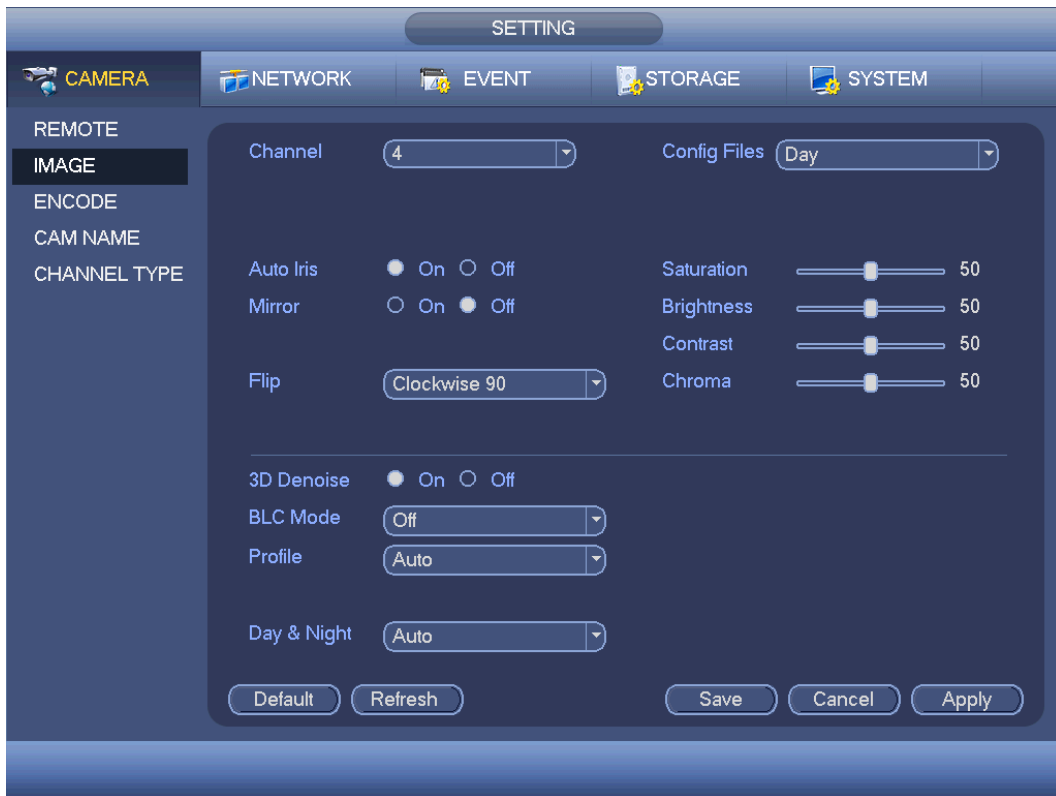 SETTING
CAMERA NETWORK EVENT STORAGE SYSTEM
REMOTE
IMAGE
ENCODE
CAM NAME
CHANNEL TYPE
Channel 4 Config Files Day
Auto Iris On Off Saturation 50
Mirror On Off Brightness 50
Contrast 50
Flip Clockwise 90 Chroma 50
3D Denoise On Off
BLC Mode Off
Profile Auto
Day & Night Auto
Default Refresh Save Cancel Apply